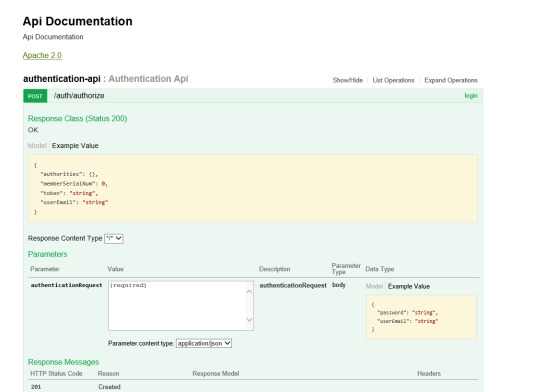 Api Documentation
Api Documentation
Apache 2.0
authentication-api : Authentication Api
Show/Hide List Operations Expand Operations
POST /auth/authorize login
Response Class (Status 200)
OK
Model Example Value
{
"authorities": {},
"memberSerialNum": 0,
"token": "string",
"userEmail": "string"
}
Response Content Type */*
Parameters
Parameter Value Description Parameter Type Data Type
authenticationRequest (required) authenticationRequest body Model Example Value
{
"password": "string",
"userEmail": "string"
}
Parameter content type: application/json
Response Messages
HTTP Status Code Reason Response Model Headers
201 Created